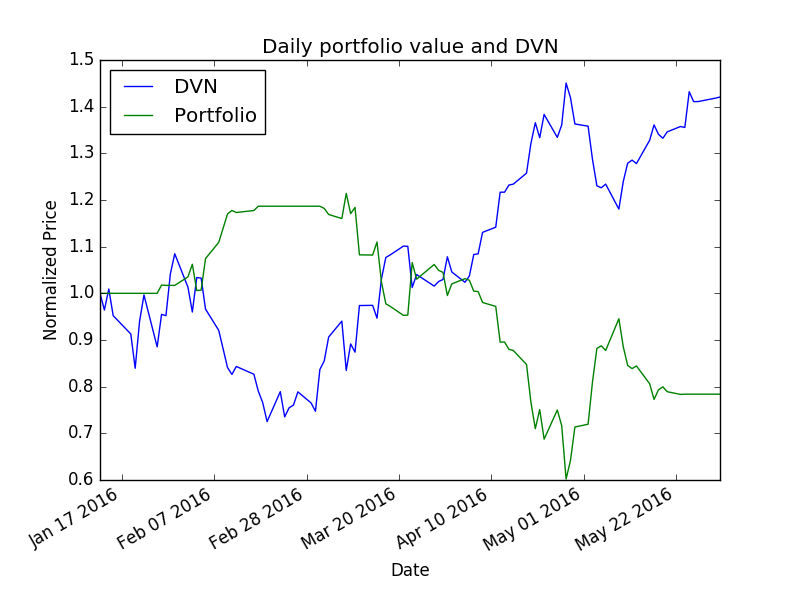 Daily portfolio value and DVN
DVN
Portfolio
Normalized Price
1.5
1.4
1.3
1.2
1.1
1.0
0.9
0.8
0.7
0.6
Jan 17 2016
Feb 07 2016
Feb 28 2016
Mar 20 2016
Apr 10 2016
May 01 2016
May 22 2016
Date